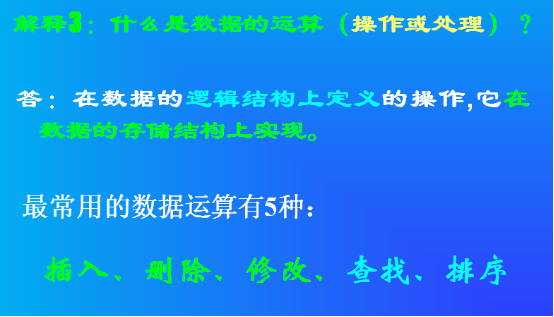 解释3：什么是数据的运算（操作或处理）？
答：在数据的逻辑结构上定义的操作,它在
数据的存储结构上实现。
最常用的数据运算有5种：
插入、删除、修改、查找、排序